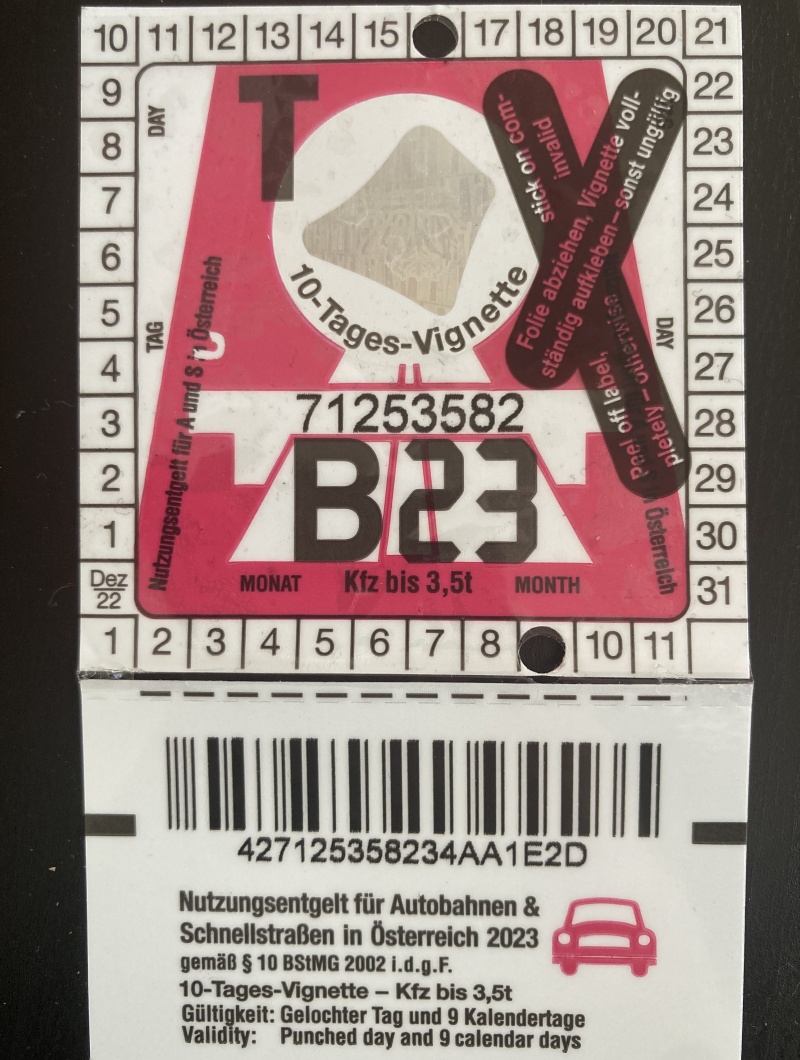 10 11 12 13 14 15 17 18 19 20 21
9 22
8 23
7 24
6 25
5 26
4 27
3 28
2 29
1 30
Dez
22
31
1 2 3 4 5 6 7 8 10 11
DAY
TAG
DAY
T
10-Tages-Vignette
Folie abziehen, Vignette voll-
ständig aufkleben – sonst ungültig
Peel off label,
stick on com-
pletely – otherwise
invalid
Nutzungsentgelt für A und S in Österreich
Österreich
71253582
B23
MONAT Kfz bis 3,5t MONTH
427125358234AA1E2D
Nutzungsentgelt für Autobahnen &
Schnellstraßen in Österreich 2023
gemäß § 10 BStMG 2002 i.d.g.F.
10-Tages-Vignette – Kfz bis 3,5t
Gültigkeit: Gelochter Tag und 9 Kalendertage
Validity: Punched day and 9 calendar days